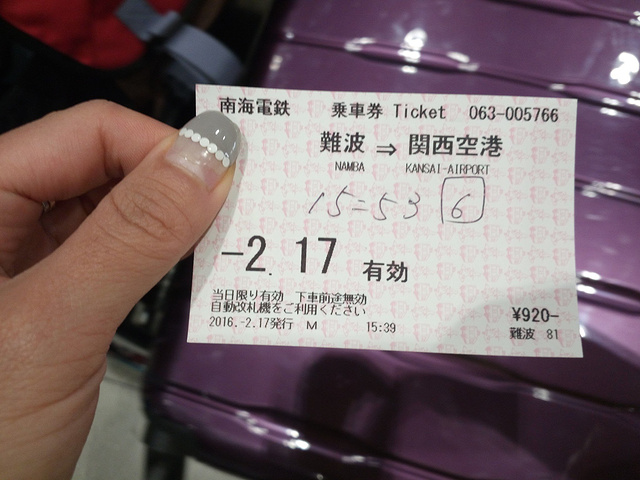 南海電鉄 乗車券 Ticket 063-005766
難波 ⇒ 関西空港
NAMBA KANSAI-AIRPORT
15=53 6
-2.17 有効
当日限り有効 下車前途無効
自動改札機をご利用ください ¥920-
2016.-2.17発行 M 15:39 難波 81